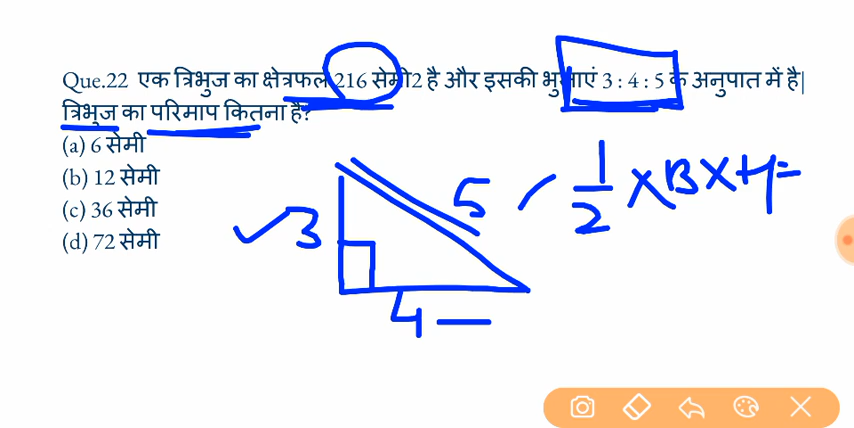 Que.22 एक त्रिभुज का क्षेत्रफल 216 सेमी2 है और इसकी भुजाएं 3 : 4 : 5 के अनुपात में है|
त्रिभुज का परिमाप कितना है?
(a) 6 सेमी
(b) 12 सेमी
(c) 36 सेमी
(d) 72 सेमी
3
5
4
1/2 × B × H =